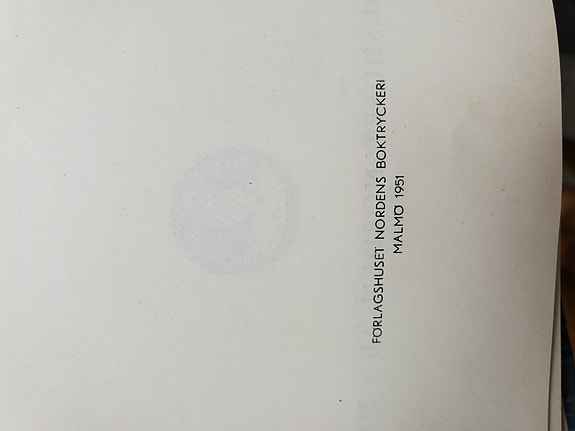 FÖRLAGSHUSET NORDENS BOKTRYCKERI
MALMÖ 1951